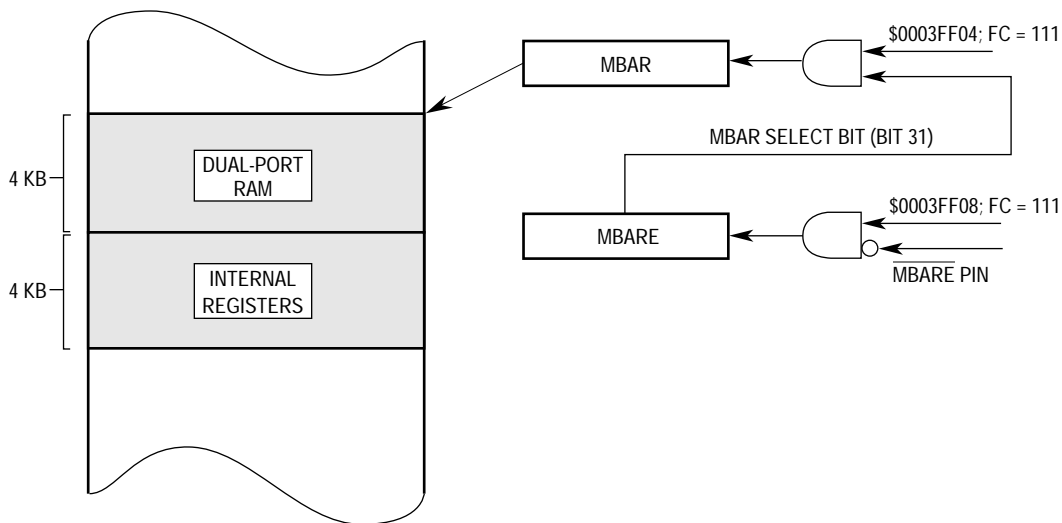 $0003FF04; FC = 111
MBAR
MBAR SELECT BIT (BIT 31)
4 KB
DUAL-PORT
RAM
$0003FF08; FC = 111
MBARE
4 KB
INTERNAL
REGISTERS
MBARE PIN